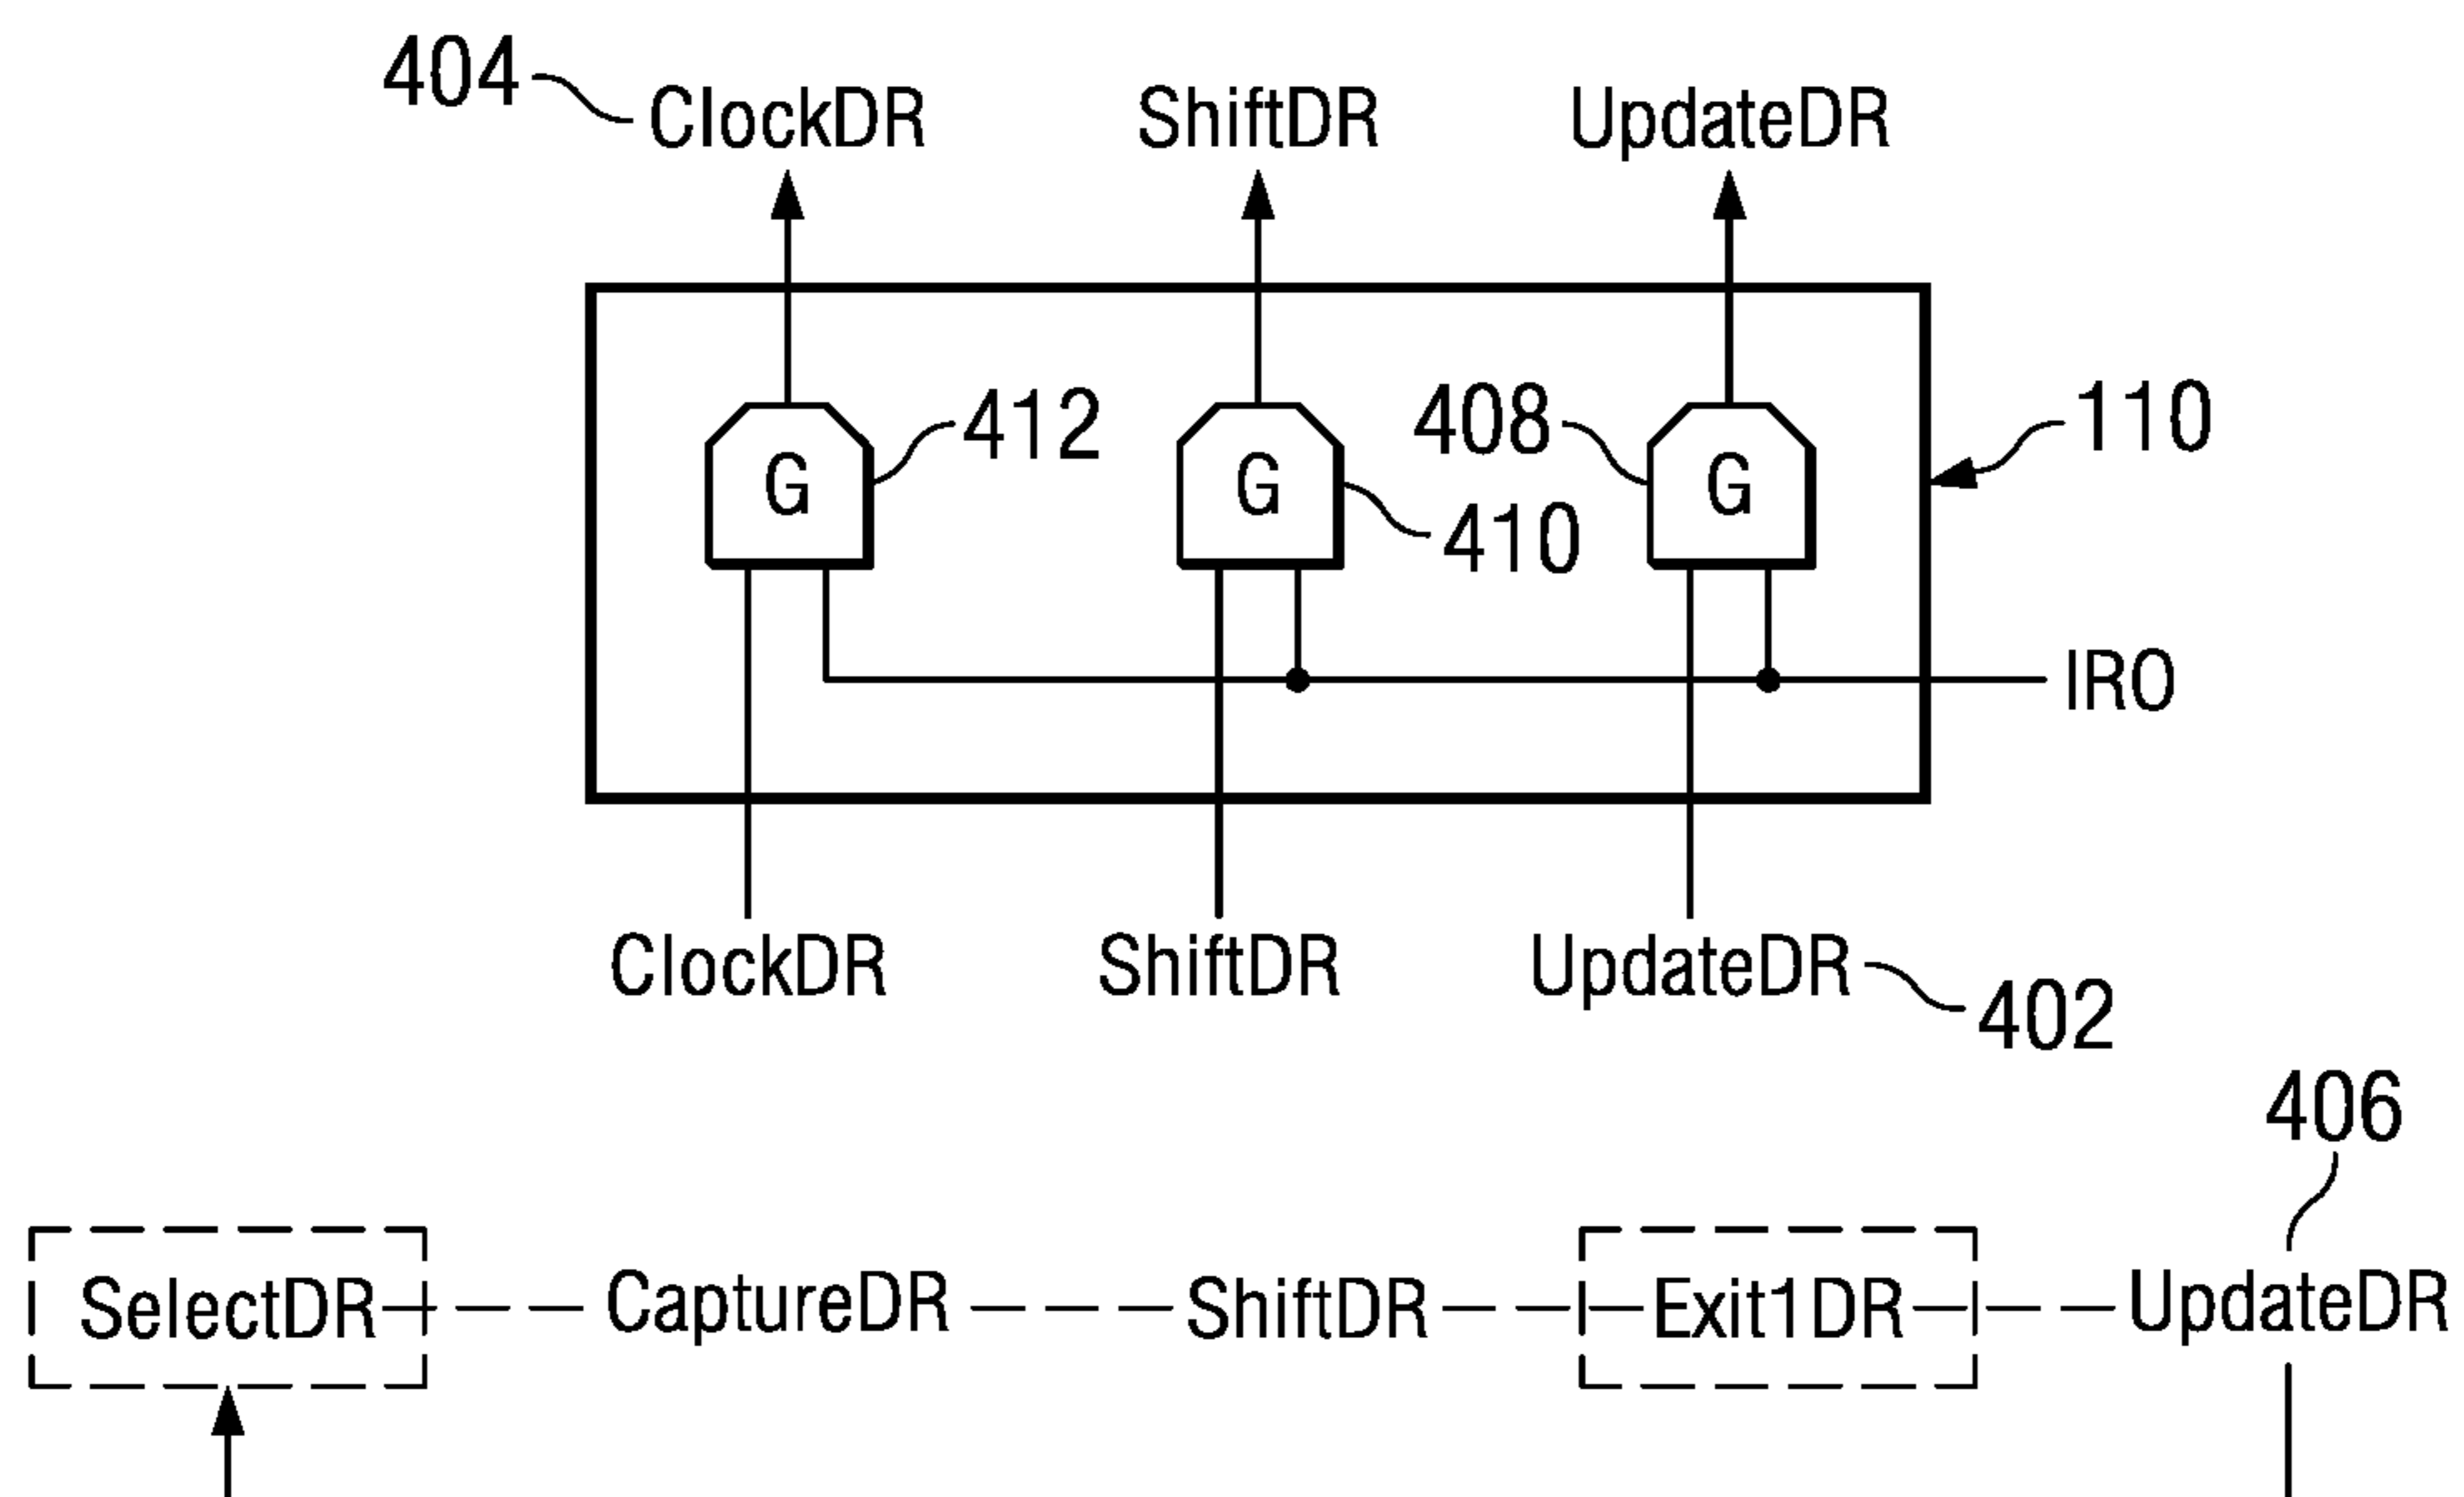 404 ClockDR ShiftDR UpdateDR
412 408 110
G G G
410
IRO
ClockDR ShiftDR UpdateDR
402
406
SelectDR CaptureDR ShiftDR Exit1DR UpdateDR